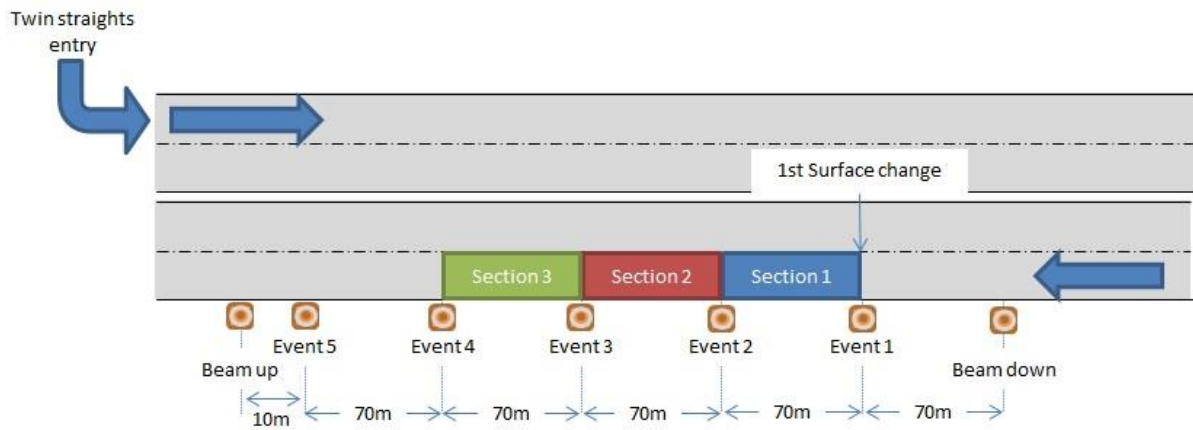 Twin straights
entry
1st Surface change
Section 3
Section 2
Section 1
Event 5
Event 4
Event 3
Event 2
Event 1
Beam up
Beam down
10m
70m
70m
70m
70m
70m